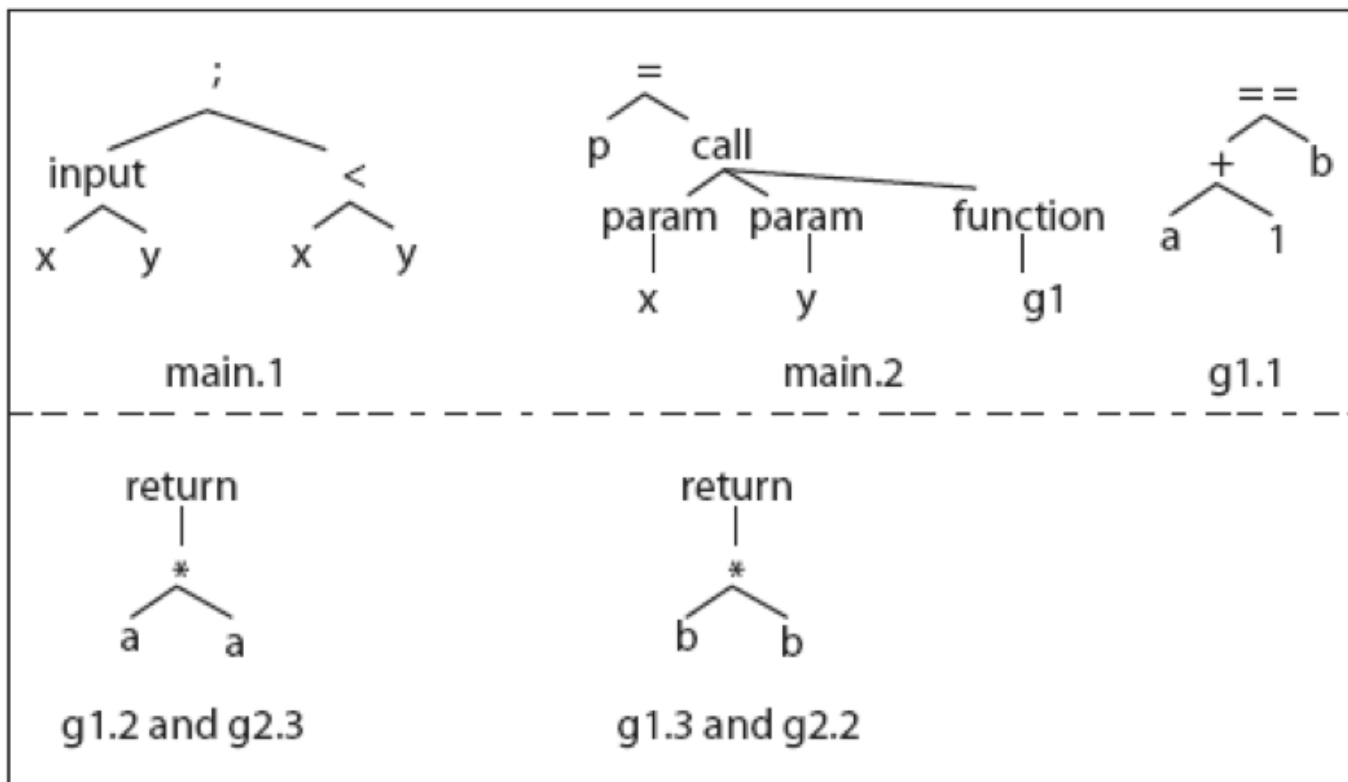 ;
=
= =
input
<
p
call
+
b
x
y
x
y
param
param
function
a
1
x
y
g1
main.1
main.2
g1.1
return
return
*
*
a
a
b
b
g1.2 and g2.3
g1.3 and g2.2